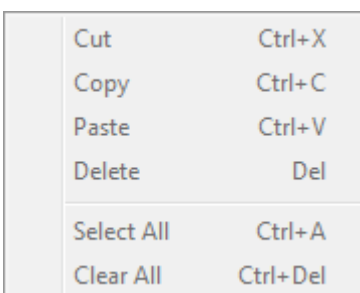 Cut Ctrl+X
Copy Ctrl+C
Paste Ctrl+V
Delete Del
Select All Ctrl+A
Clear All Ctrl+Del